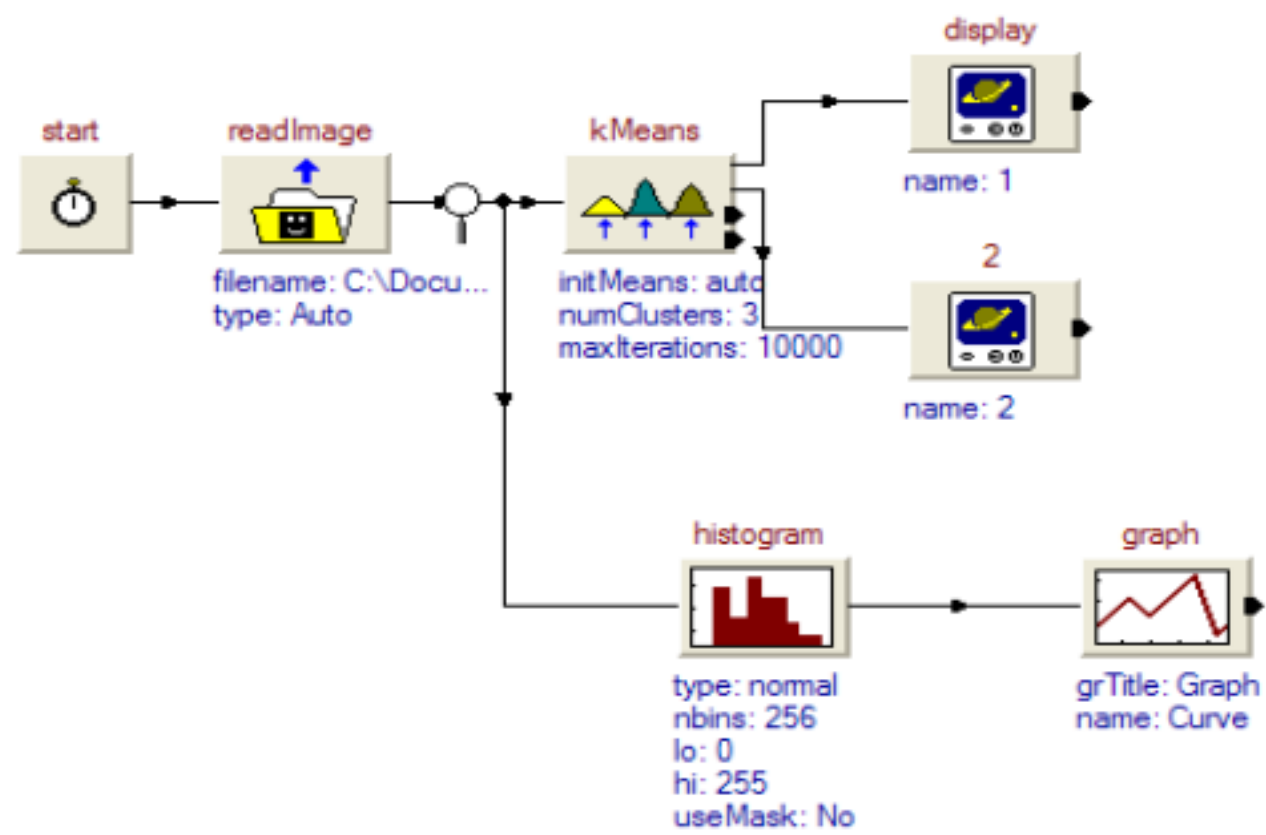 display
start
readImage
kMeans
name: 1
2
filename: C:\Docu...
type: Auto
initMeans: auto
numClusters: 3
maxIterations: 10000
name: 2
histogram
graph
type: normal
nbins: 256
lo: 0
hi: 255
useMask: No
grTitle: Graph
name: Curve